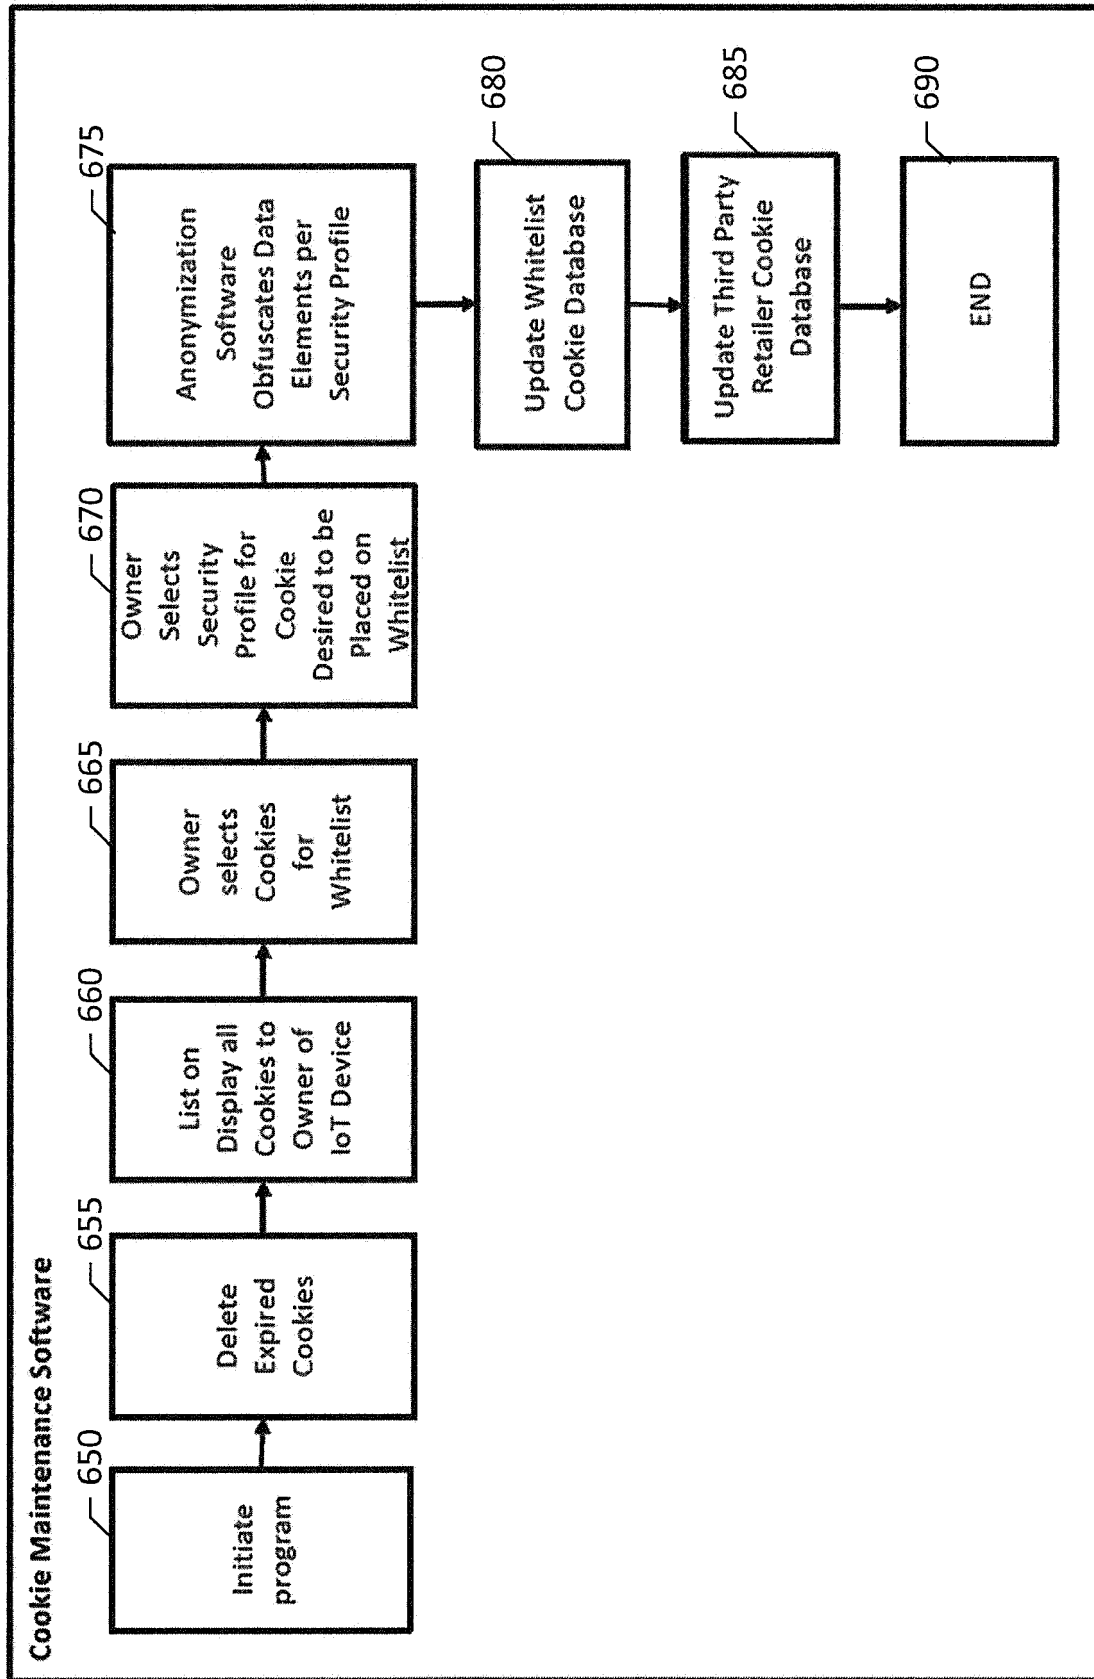 Cookie Maintenance Software
650
Initiate
program
655
Delete
Expired
Cookies
660
List on
Display all
Cookies to
Owner of
IoT Device
665
Owner
selects
Cookies
for
Whitelist
670
Owner
Selects
Security
Profile for
Cookie
Desired to be
Placed on
Whitelist
675
Anonymization
Software
Obfuscates Data
Elements per
Security Profile
680
Update Whitelist
Cookie Database
685
Update Third Party
Retailer Cookie
Database
690
END